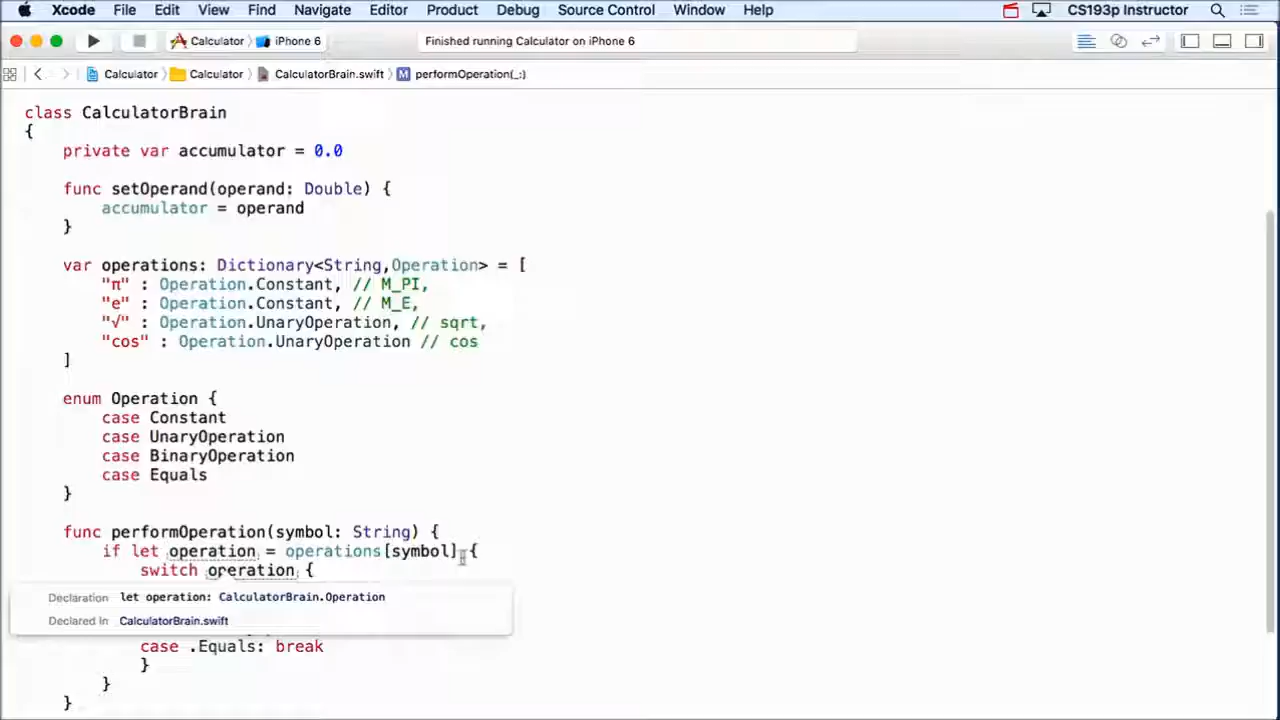 Xcode File Edit View Find Navigate Editor Product Debug Source Control Window Help CS193p Instructor
Calculator iPhone 6 Finished running Calculator on iPhone 6
Calculator Calculator CalculatorBrain.swift M performOperation(_:)
class CalculatorBrain
{
private var accumulator = 0.0
func setOperand(operand: Double) {
accumulator = operand
}
var operations: Dictionary<String,Operation> = [
"π" : Operation.Constant, // M_PI,
"e" : Operation.Constant, // M_E,
"√" : Operation.UnaryOperation, // sqrt,
"cos" : Operation.UnaryOperation // cos
]
enum Operation {
case Constant
case UnaryOperation
case BinaryOperation
case Equals
}
func performOperation(symbol: String) {
if let operation = operations[symbol] {
switch operation {
Declaration let operation: CalculatorBrain.Operation
Declared In CalculatorBrain.swift
case .Equals: break
}
}
}